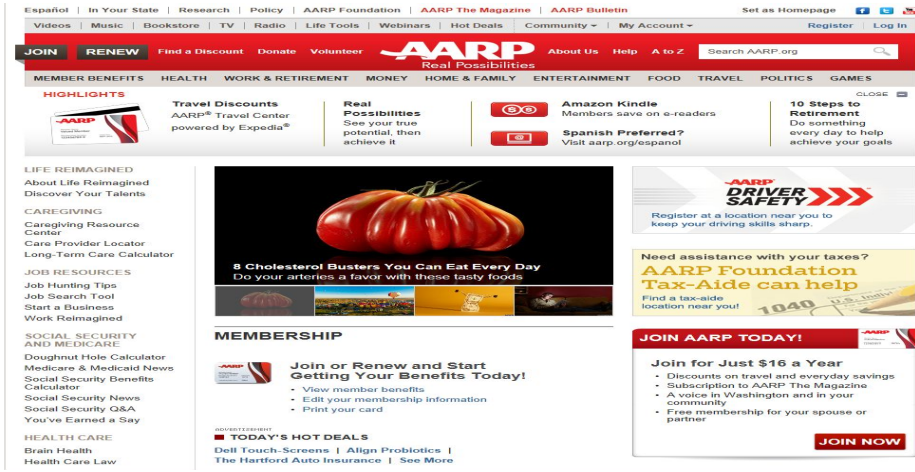 Español | In Your State | Research | Policy | AARP Foundation | AARP The Magazine | AARP Bulletin
Set as Homepage
Videos | Music | Bookstore | TV | Radio | Life Tools | Webinars | Hot Deals Community | My Account
Register Log In
JOIN RENEW Find a Discount Donate Volunteer AARP About Us Help A to Z Search AARP.org
Real Possibilities
MEMBER BENEFITS HEALTH WORK & RETIREMENT MONEY HOME & FAMILY ENTERTAINMENT FOOD TRAVEL POLITICS GAMES
HIGHLIGHTS
CLOSE
AARP
Travel Discounts
AARP® Travel Center
powered by Expedia®
Real
Possibilities
See your true
potential, then
achieve it
Amazon Kindle
Members save on e-readers
Spanish Preferred?
Visit aarp.org/espanol
10 Steps to
Retirement
Do something
every day to help
achieve your goals
LIFE REIMAGINED
About Life Reimagined
Discover Your Talents
CAREGIVING
Caregiving Resource
Center
Care Provider Locator
Long-Term Care Calculator
JOB RESOURCES
Job Hunting Tips
Job Search Tool
Start a Business
Work Reimagined
SOCIAL SECURITY
AND MEDICARE
Doughnut Hole Calculator
Medicare & Medicaid News
Social Security Benefits
Calculator
Social Security News
Social Security Q&A
You've Earned a Say
HEALTH CARE
Brain Health
Health Care Law
8 Cholesterol Busters You Can Eat Every Day
Do your arteries a favor with these tasty foods
MEMBERSHIP
AARP
Join or Renew and Start
Getting Your Benefits Today!
• View member benefits
• Edit your membership information
• Print your card
ADVERTISEMENT
TODAY'S HOT DEALS
Dell Touch-Screens | Align Probiotics |
The Hartford Auto Insurance | See More
AARP
DRIVER
SAFETY
Register at a location near you to
keep your driving skills sharp.
Need assistance with your taxes?
AARP Foundation
Tax-Aide can help
Find a tax-aide
location near you!
1040 U.S. Indiv
JOIN AARP TODAY!
AARP
Join for Just $16 a Year
• Discounts on travel and everyday savings
• Subscription to AARP The Magazine
• A voice in Washington and in your
community
• Free membership for your spouse or
partner
JOIN NOW